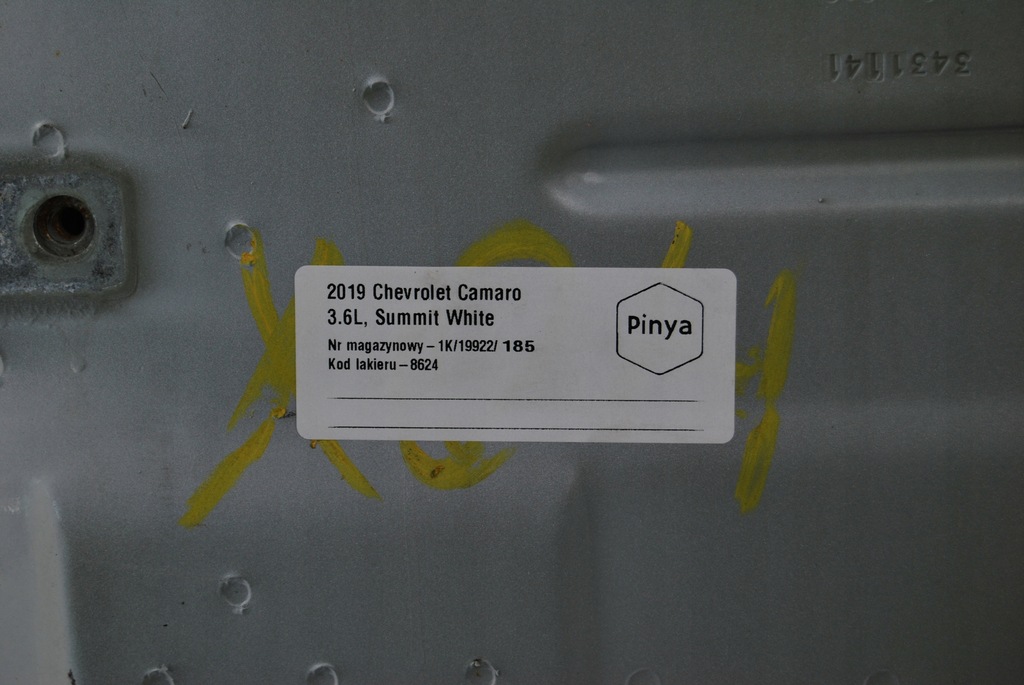 3431141
2019 Chevrolet Camaro
3.6L, Summit White
Nr magazynowy – 1K/19922/ 185
Kod lakieru – 8624
Pinya